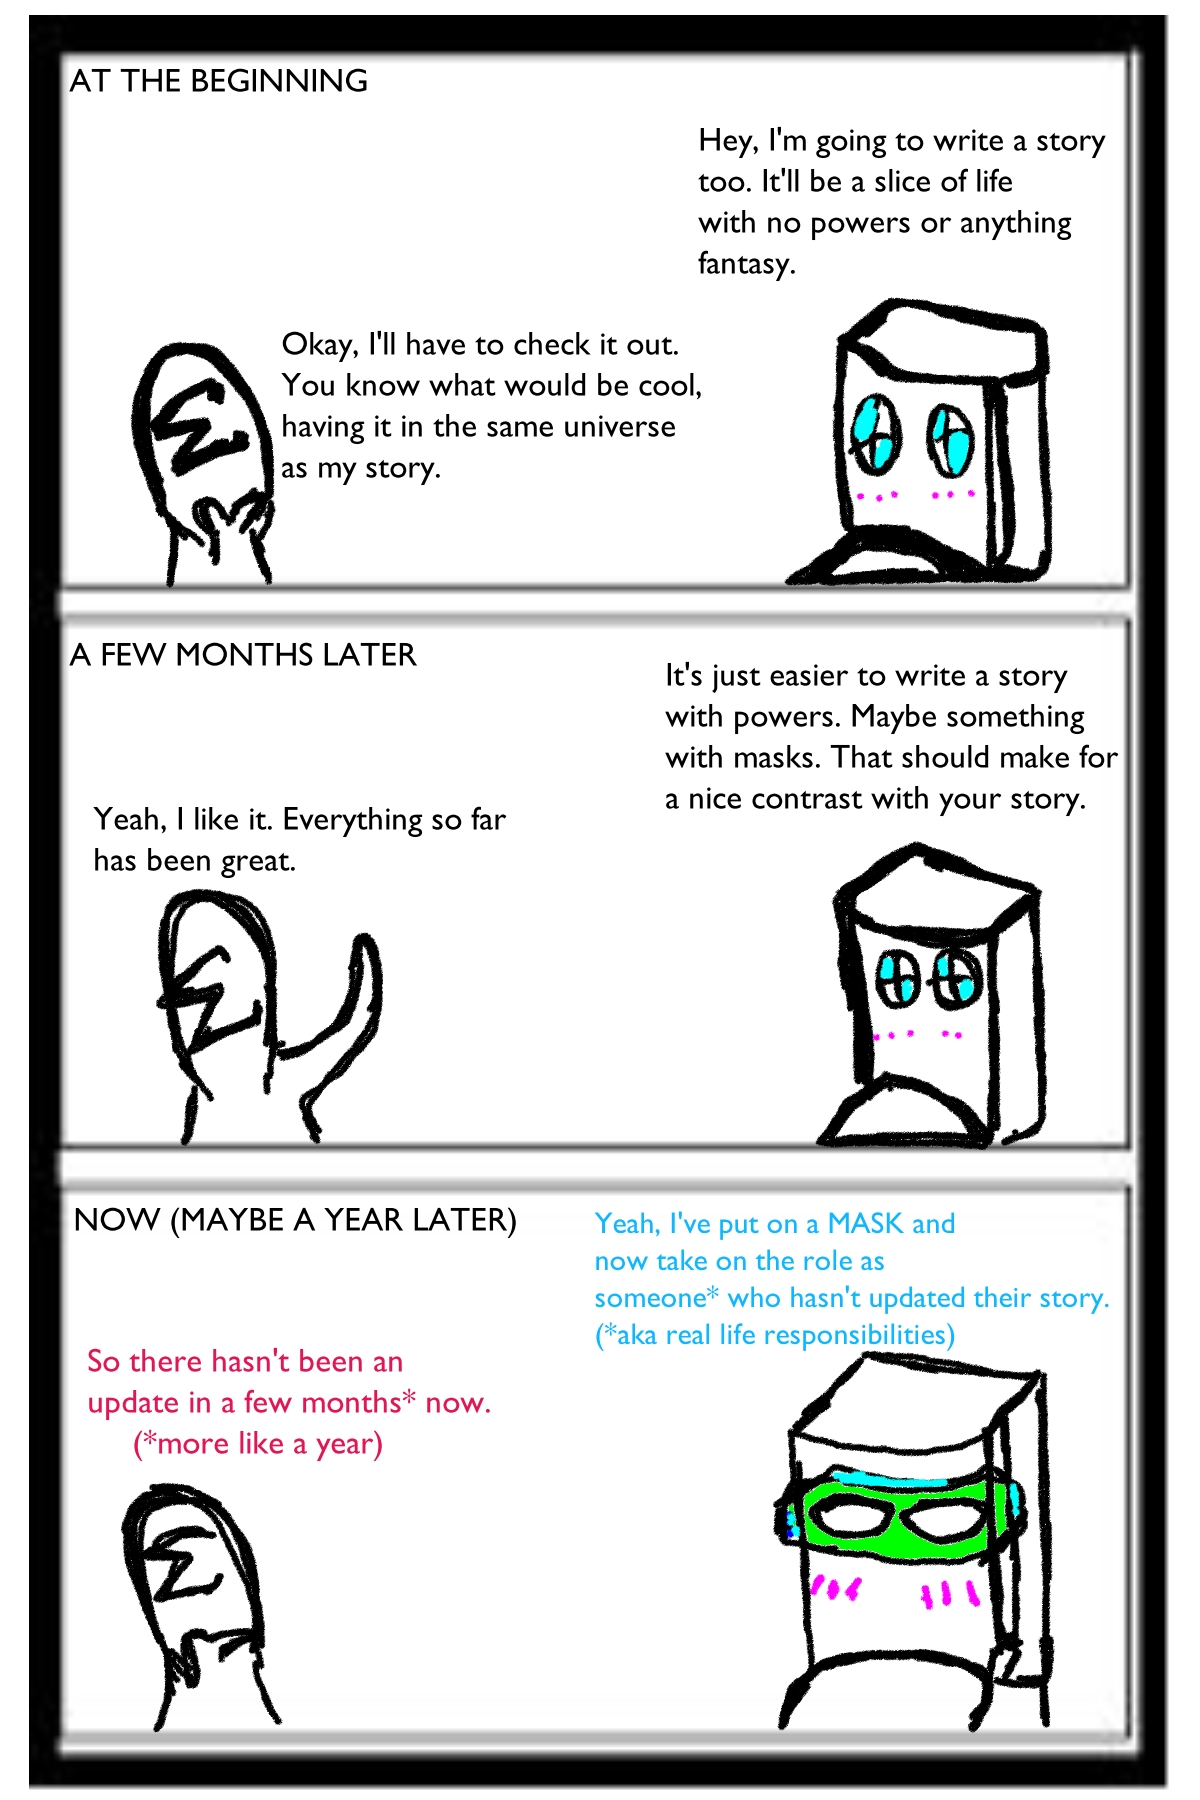 AT THE BEGINNING
Hey, I'm going to write a story
too. It'll be a slice of life
with no powers or anything
fantasy.
Okay, I'll have to check it out.
You know what would be cool,
having it in the same universe
as my story.
Σ
A FEW MONTHS LATER
It's just easier to write a story
with powers. Maybe something
with masks. That should make for
a nice contrast with your story.
Yeah, I like it. Everything so far
has been great.
Σ
NOW (MAYBE A YEAR LATER)
Yeah, I've put on a MASK and
now take on the role as
someone* who hasn't updated their story.
(*aka real life responsibilities)
So there hasn't been an
update in a few months* now.
(*more like a year)
Σ